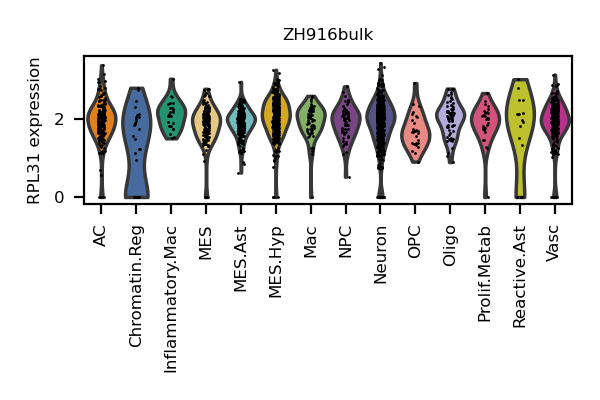 ZH916bulk
RPL31 expression
2
0
AC
Chromatin.Reg
Inflammatory.Mac
MES
MES.Ast
MES.Hyp
Mac
NPC
Neuron
OPC
Oligo
Prolif.Metab
Reactive.Ast
Vasc